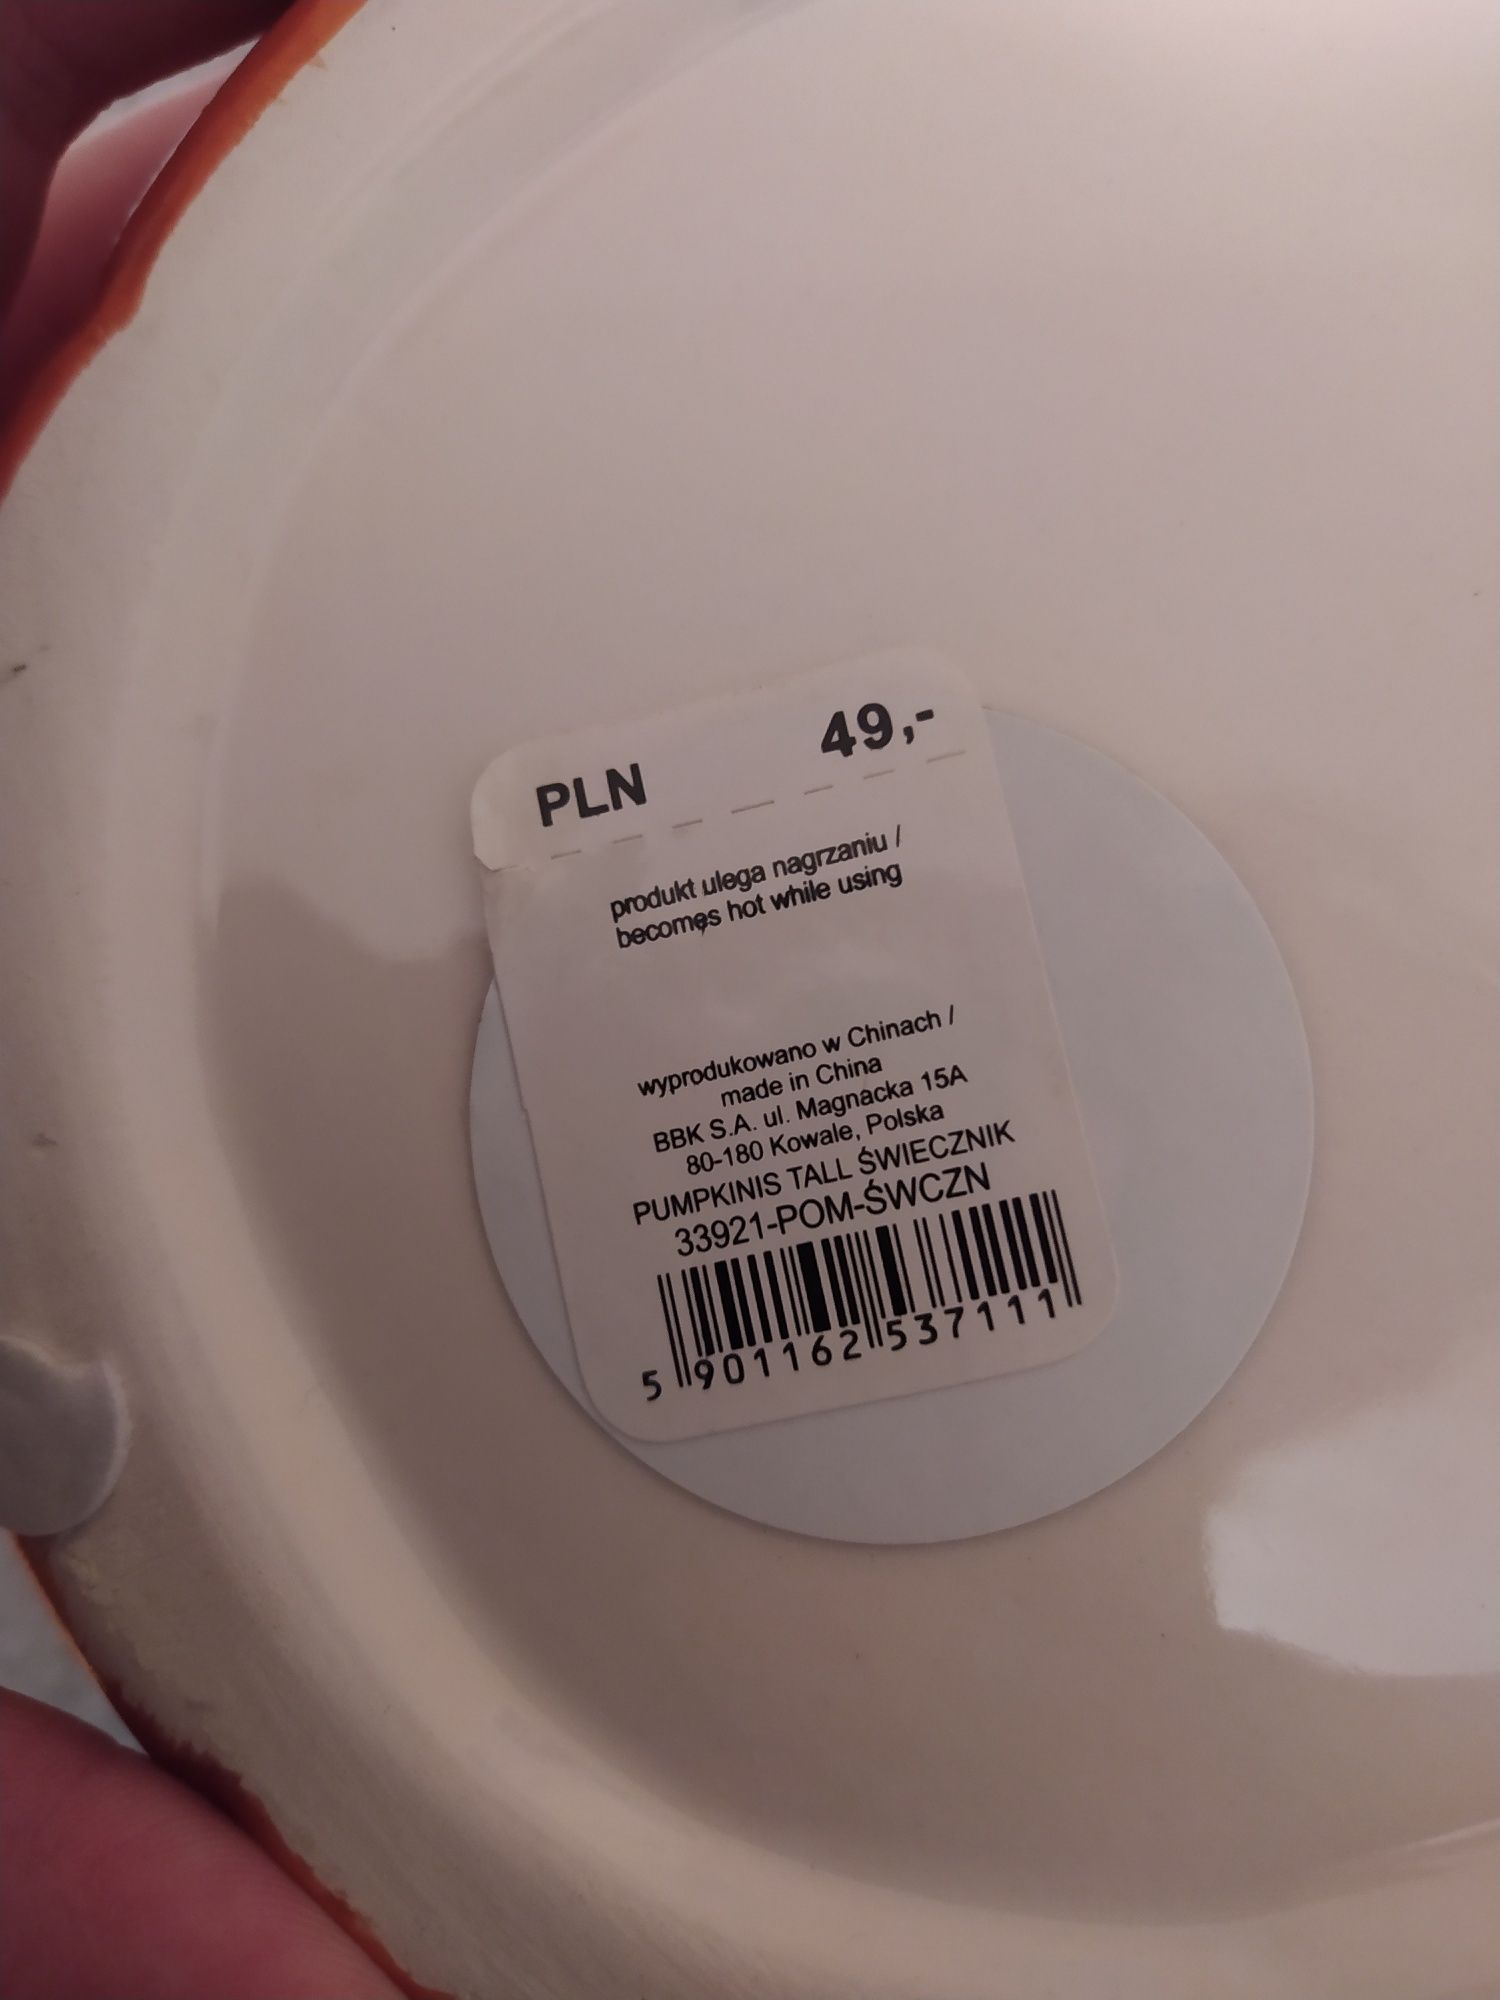 PLN 49,-
produkt ulega nagrzaniu /
becomes hot while using
wyprodukowano w Chinach /
made in China
BBK S.A. ul. Magnacka 15A
80-180 Kowale, Polska
PUMPKINIS TALL ŚWIECZNIK
33921-POM-ŚWCZN
5 901162 537111